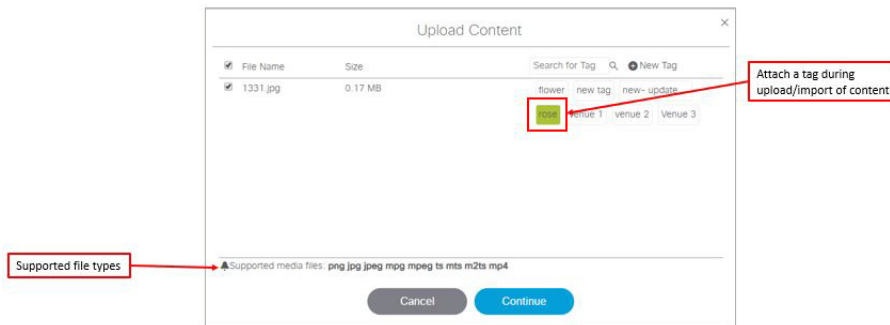 Upload Content
File Name Size Search for Tag New Tag
1331.jpg 0.17 MB flower new tag new- update
rose venue 1 venue 2 Venue 3
Attach a tag during
upload/import of content
Supported file types
Supported media files: png jpg jpeg mpg mpeg ts mts m2ts mp4
Cancel Continue